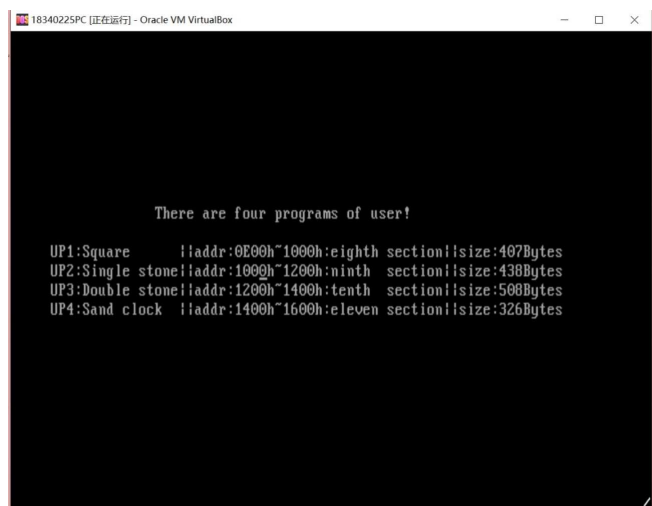 18340225PC [正在运行] - Oracle VM VirtualBox
There are four programs of user!
UP1:Square ||addr:0E00h~1000h:eighth section||size:407Bytes
UP2:Single stone||addr:1000h~1200h:ninth section||size:438Bytes
UP3:Double stone||addr:1200h~1400h:tenth section||size:508Bytes
UP4:Sand clock ||addr:1400h~1600h:eleven section||size:326Bytes